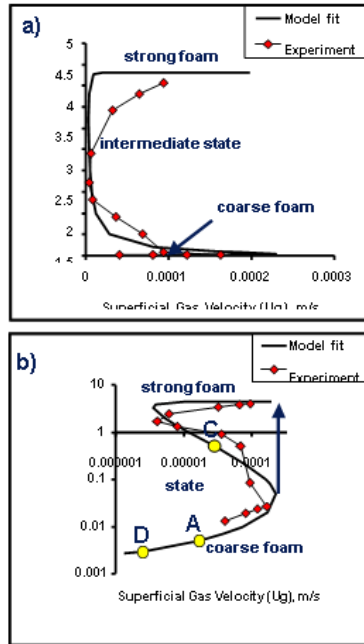 a)
Model fit
Experiment
5
4.5
4
3.5
3
2.5
2
1.5
strong foam
intermediate state
coarse foam
0
0.0001
0.0002
0.0003
Superficial Gas Velocity (Ug), m/s
b)
Model fit
Experiment
10
1
0.1
0.01
0.001
strong foam
C
0.000001
0.00001
0.0001
state
D
A
coarse foam
Superficial Gas Velocity (Ug), m/s